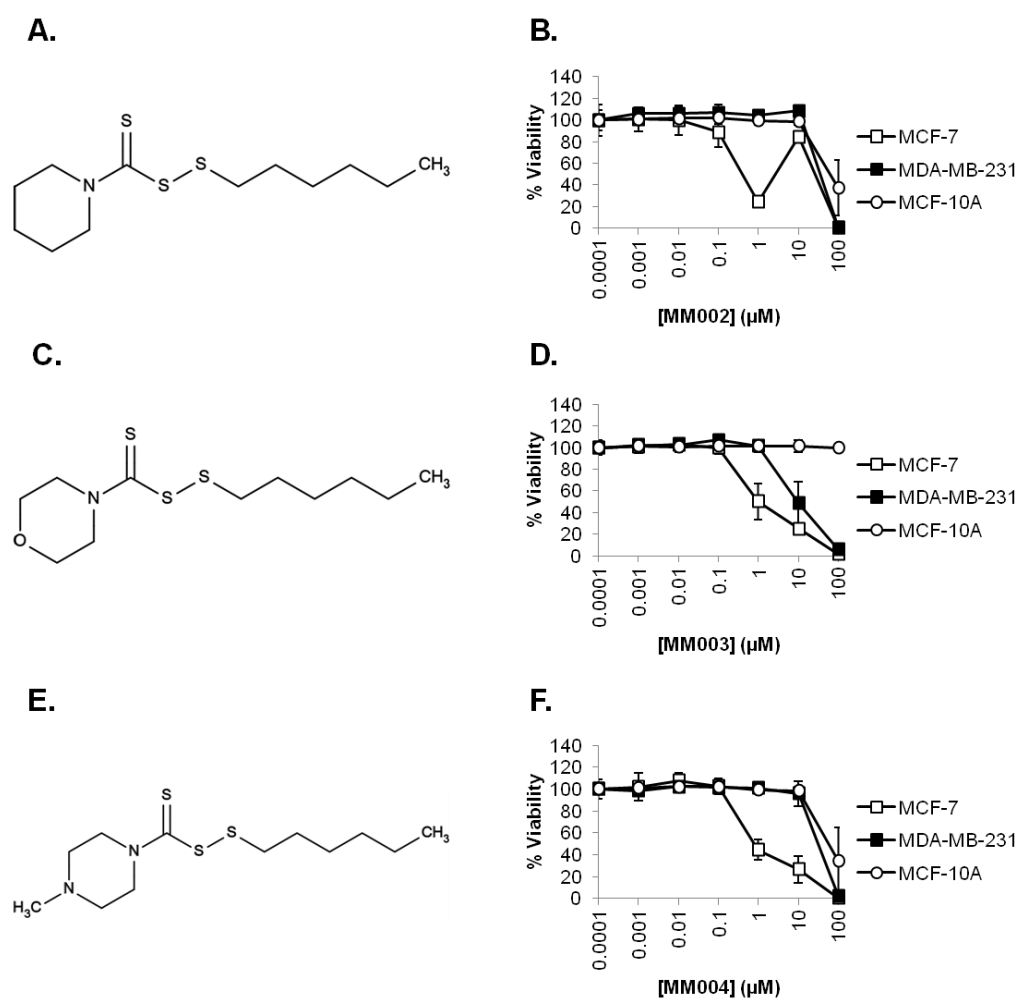 A.
S
N
S
S
CH3
B.
% Viability
140
120
100
80
60
40
20
0
0.0001
0.001
0.01
0.1
1
10
100
[MM002] (µM)
MCF-7
MDA-MB-231
MCF-10A
C.
S
N
S
S
CH3
O
D.
% Viability
140
120
100
80
60
40
20
0
0.0001
0.001
0.01
0.1
1
10
100
[MM003] (µM)
MCF-7
MDA-MB-231
MCF-10A
E.
S
N
S
S
CH3
N
H3C
F.
% Viability
140
120
100
80
60
40
20
0
0.0001
0.001
0.01
0.1
1
10
100
[MM004] (µM)
MCF-7
MDA-MB-231
MCF-10A